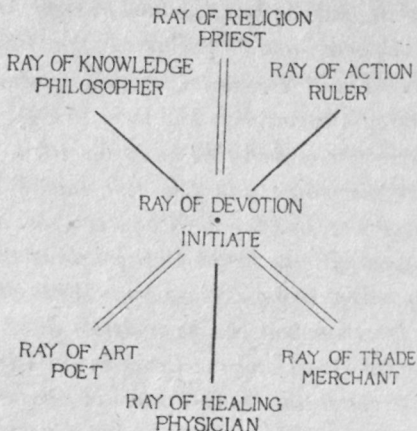 RAY OF RELIGION
PRIEST
RAY OF KNOWLEDGE
PHILOSOPHER
RAY OF ACTION
RULER
RAY OF DEVOTION
INITIATE
RAY OF ART
POET
RAY OF TRADE
MERCHANT
RAY OF HEALING
PHYSICIAN